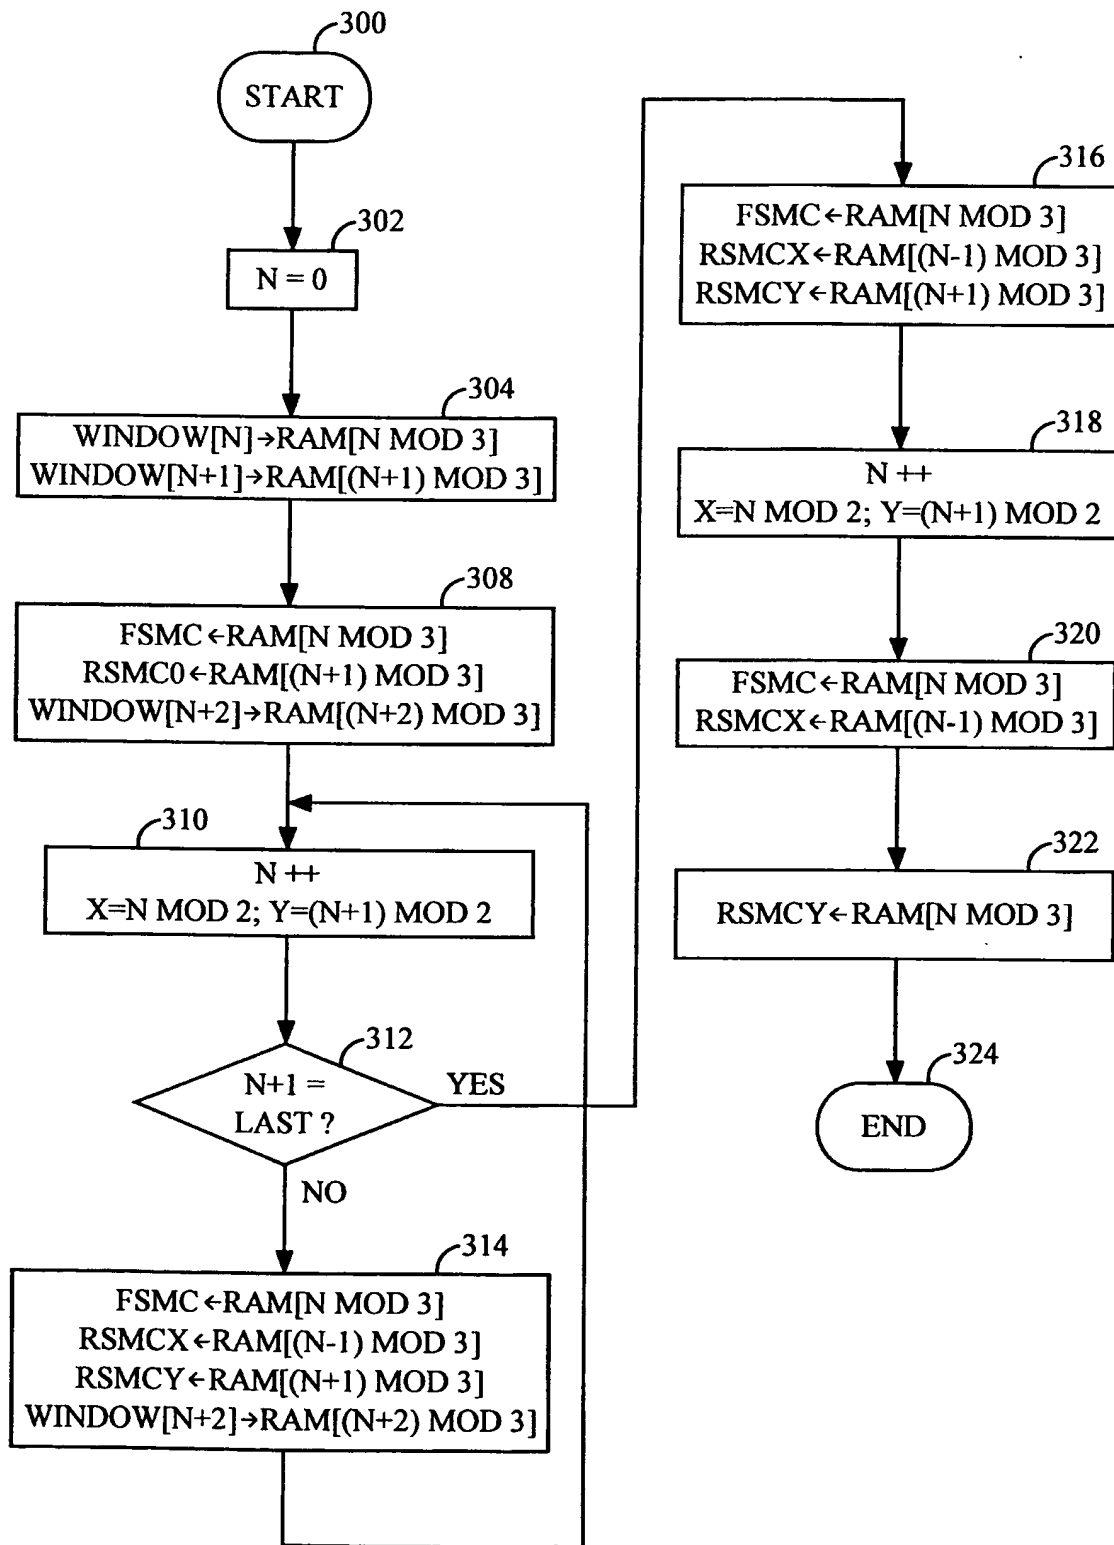 300
START
302
N = 0
304
WINDOW[N]→RAM[N MOD 3]
WINDOW[N+1]→RAM[(N+1) MOD 3]
308
FSMC←RAM[N MOD 3]
RSMC0←RAM[(N+1) MOD 3]
WINDOW[N+2]→RAM[(N+2) MOD 3]
310
N ++
X=N MOD 2; Y=(N+1) MOD 2
312
N+1 =
LAST ?
YES
NO
314
FSMC←RAM[N MOD 3]
RSMCX←RAM[(N-1) MOD 3]
RSMCY←RAM[(N+1) MOD 3]
WINDOW[N+2]→RAM[(N+2) MOD 3]
316
FSMC←RAM[N MOD 3]
RSMCX←RAM[(N-1) MOD 3]
RSMCY←RAM[(N+1) MOD 3]
318
N ++
X=N MOD 2; Y=(N+1) MOD 2
320
FSMC←RAM[N MOD 3]
RSMCX←RAM[(N-1) MOD 3]
322
RSMCY←RAM[N MOD 3]
324
END